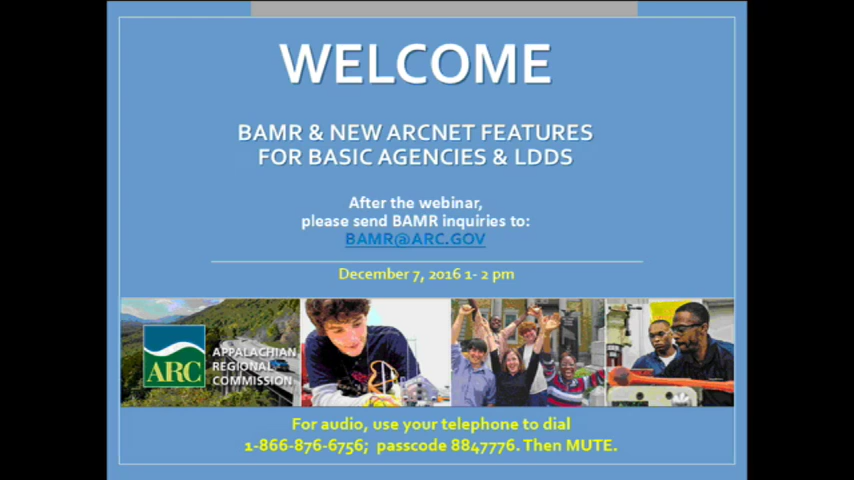 WELCOME
BAMR & NEW ARCNET FEATURES
FOR BASIC AGENCIES & LDDS
After the webinar,
please send BAMR inquiries to:
BAMR@ARC.GOV
December 7, 2016 1- 2 pm
ARC
APPALACHIAN
REGIONAL
COMMISSION
For audio, use your telephone to dial
1-866-876-6756;  passcode 8847776. Then MUTE.